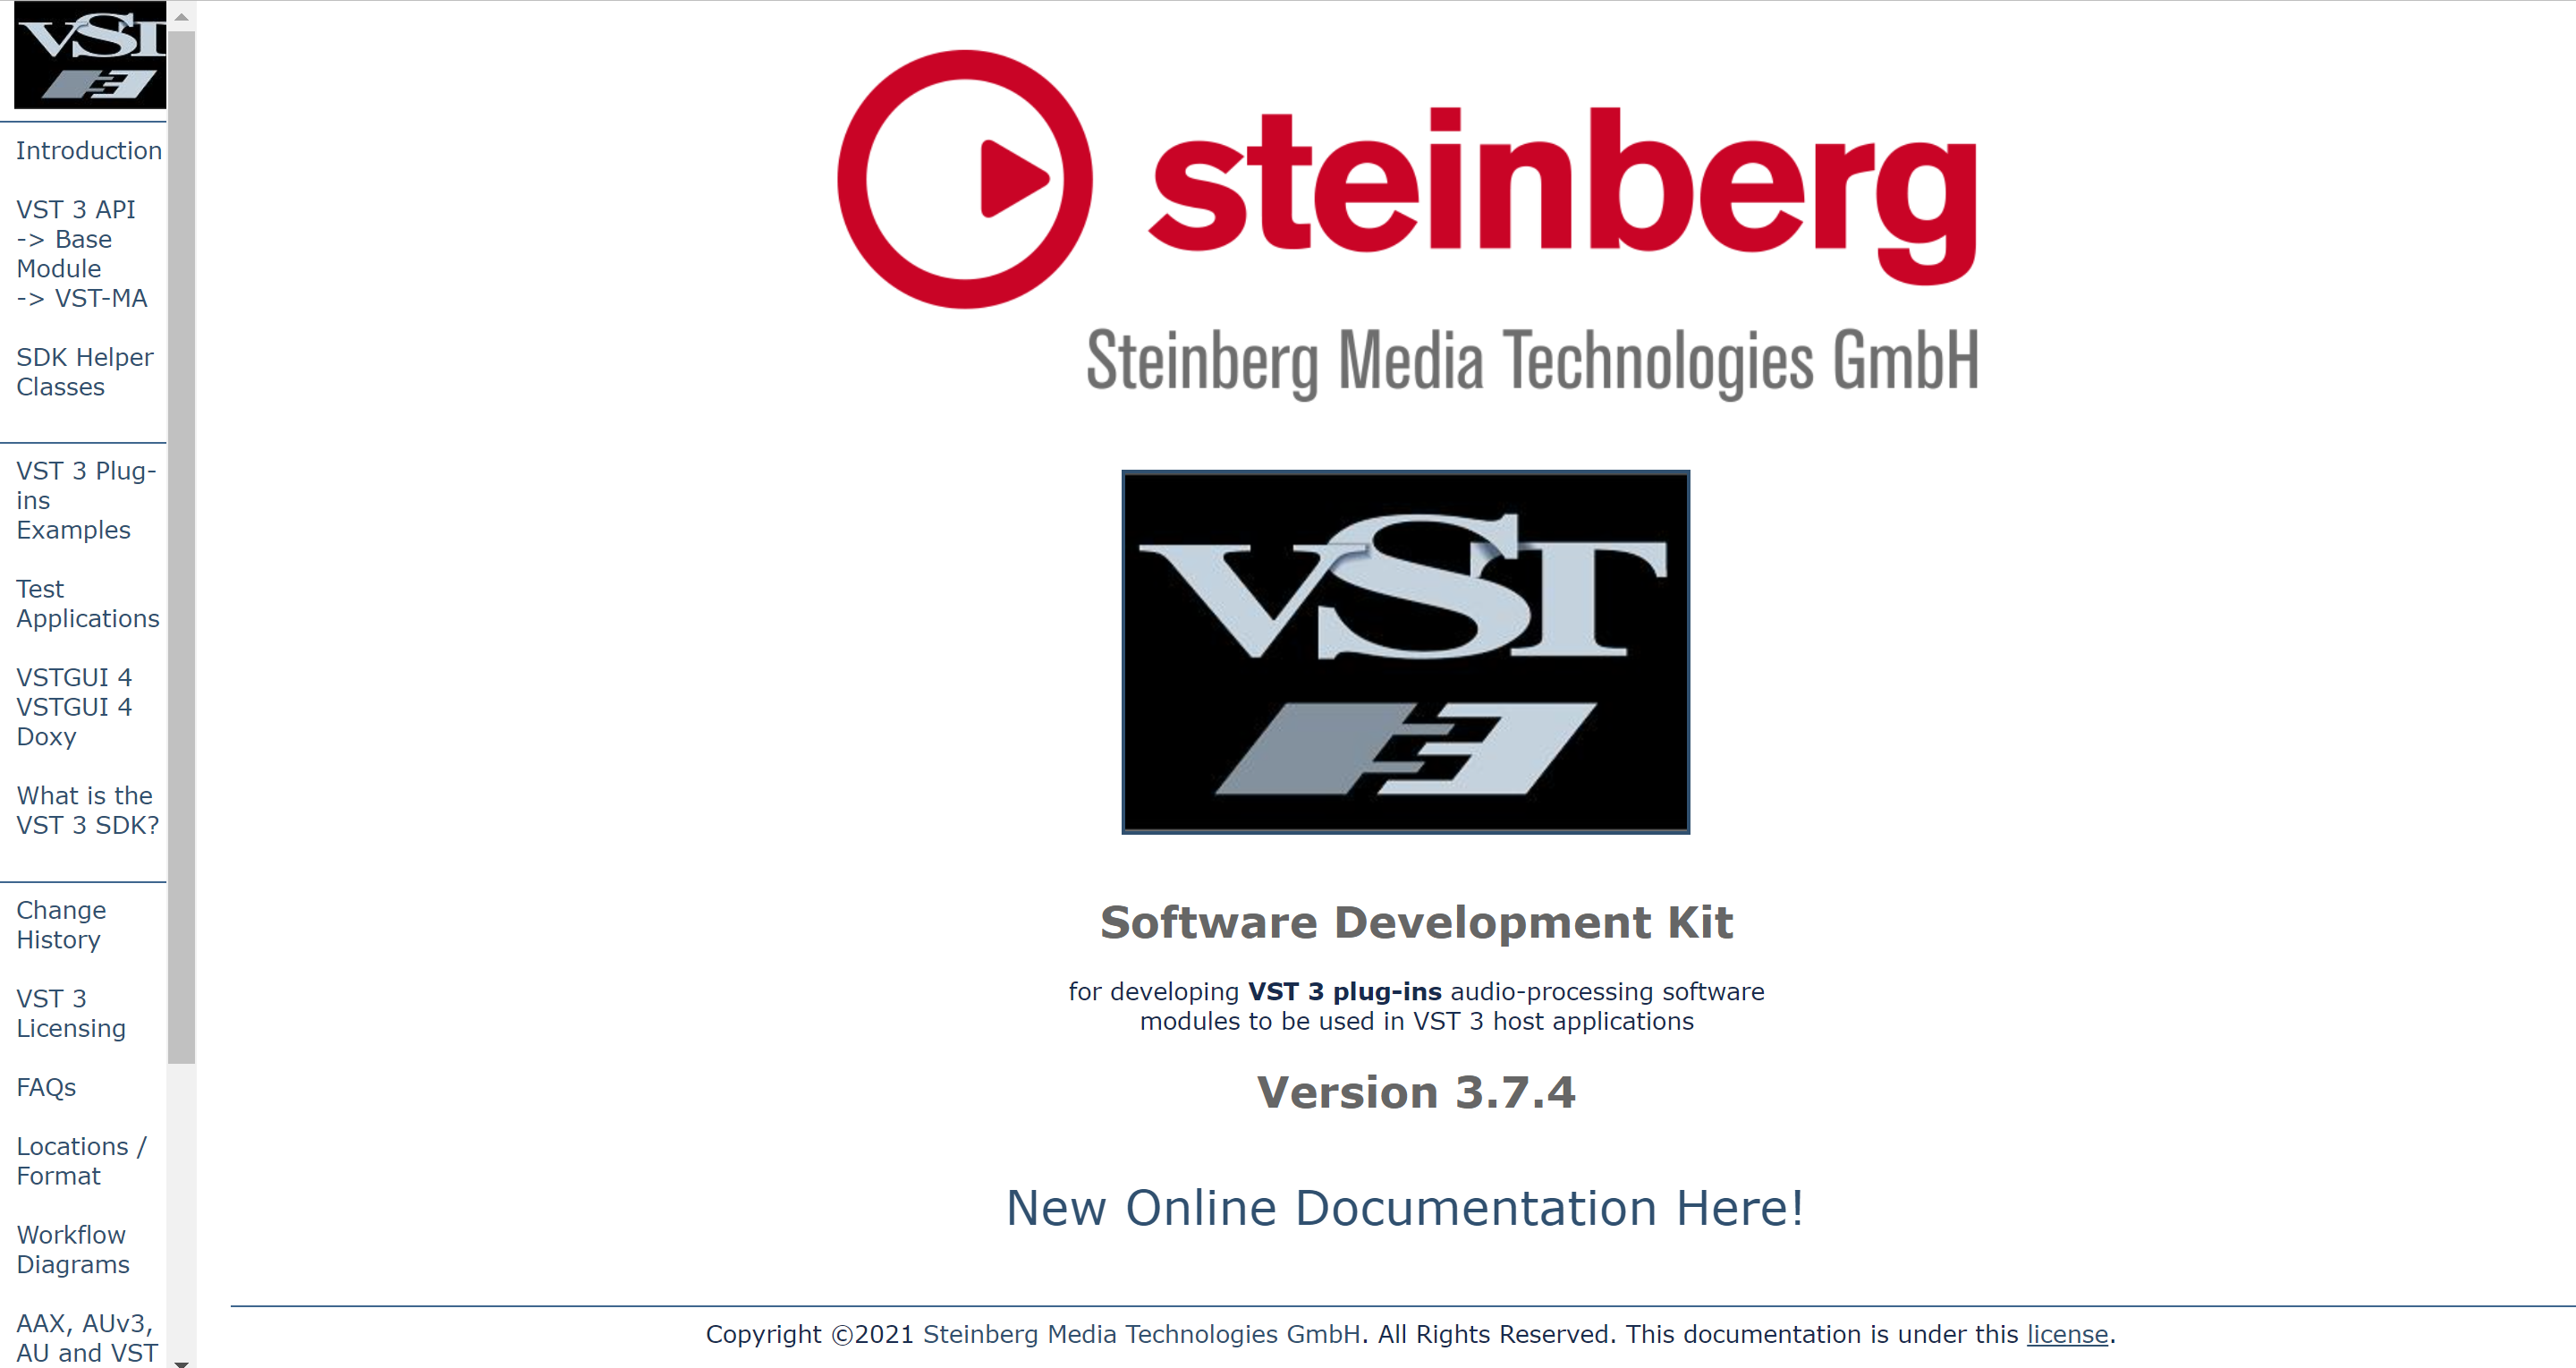 VST
3
Introduction
VST 3 API
-> Base
Module
-> VST-MA
SDK Helper
Classes
VST 3 Plug-
ins
Examples
Test
Applications
VSTGUI 4
VSTGUI 4
Doxy
What is the
VST 3 SDK?
Change
History
VST 3
Licensing
FAQs
Locations /
Format
Workflow
Diagrams
AAX, AUv3,
AU and VST
steinberg
Steinberg Media Technologies GmbH
VST
3
Software Development Kit
for developing VST 3 plug-ins audio-processing software
modules to be used in VST 3 host applications
Version 3.7.4
New Online Documentation Here!
Copyright ©2021 Steinberg Media Technologies GmbH. All Rights Reserved. This documentation is under this license.